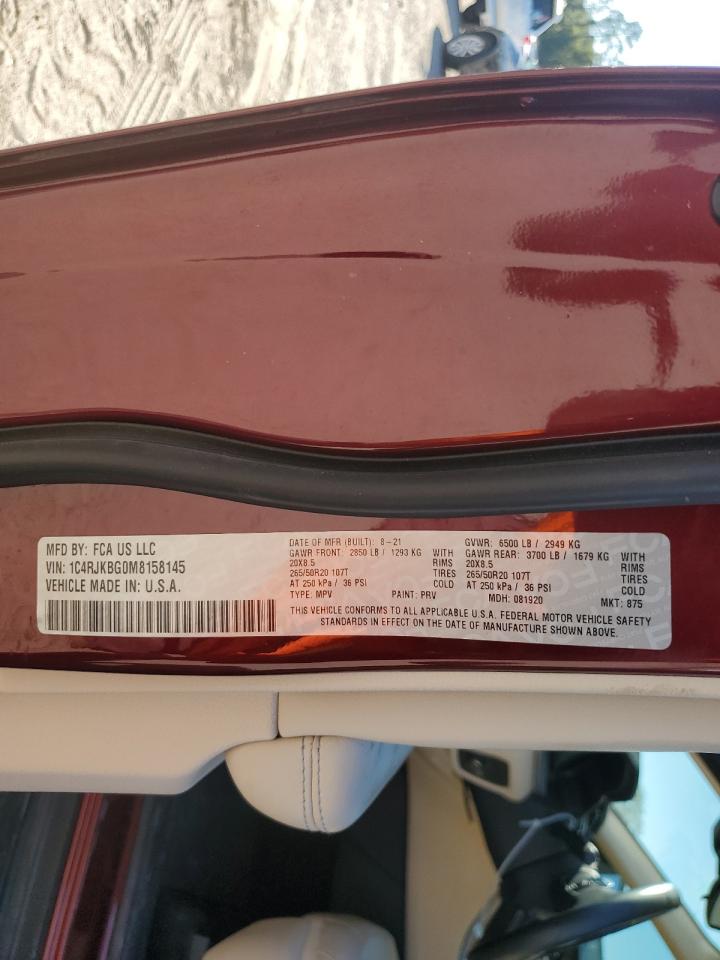 MFD BY: FCA US LLC
VIN: 1C4RJKBG0M8158145
VEHICLE MADE IN: U.S.A.
DATE OF MFR (BUILT): 8-21
GAWR FRONT: 2850 LB / 1293 KG WITH
20X8.5 RIMS
265/50R20 107T TIRES
AT 250 kPa / 36 PSI COLD
GVWR: 6500 LB / 2949 KG
GAWR REAR: 3700 LB / 1679 KG WITH
20X8.5 RIMS
265/50R20 107T TIRES
AT 250 kPa / 36 PSI COLD
TYPE: MPV PAINT: PRV MDH: 081920 MKT: 875
THIS VEHICLE CONFORMS TO ALL APPLICABLE U.S.A. FEDERAL MOTOR VEHICLE SAFETY
STANDARDS IN EFFECT ON THE DATE OF MANUFACTURE SHOWN ABOVE.